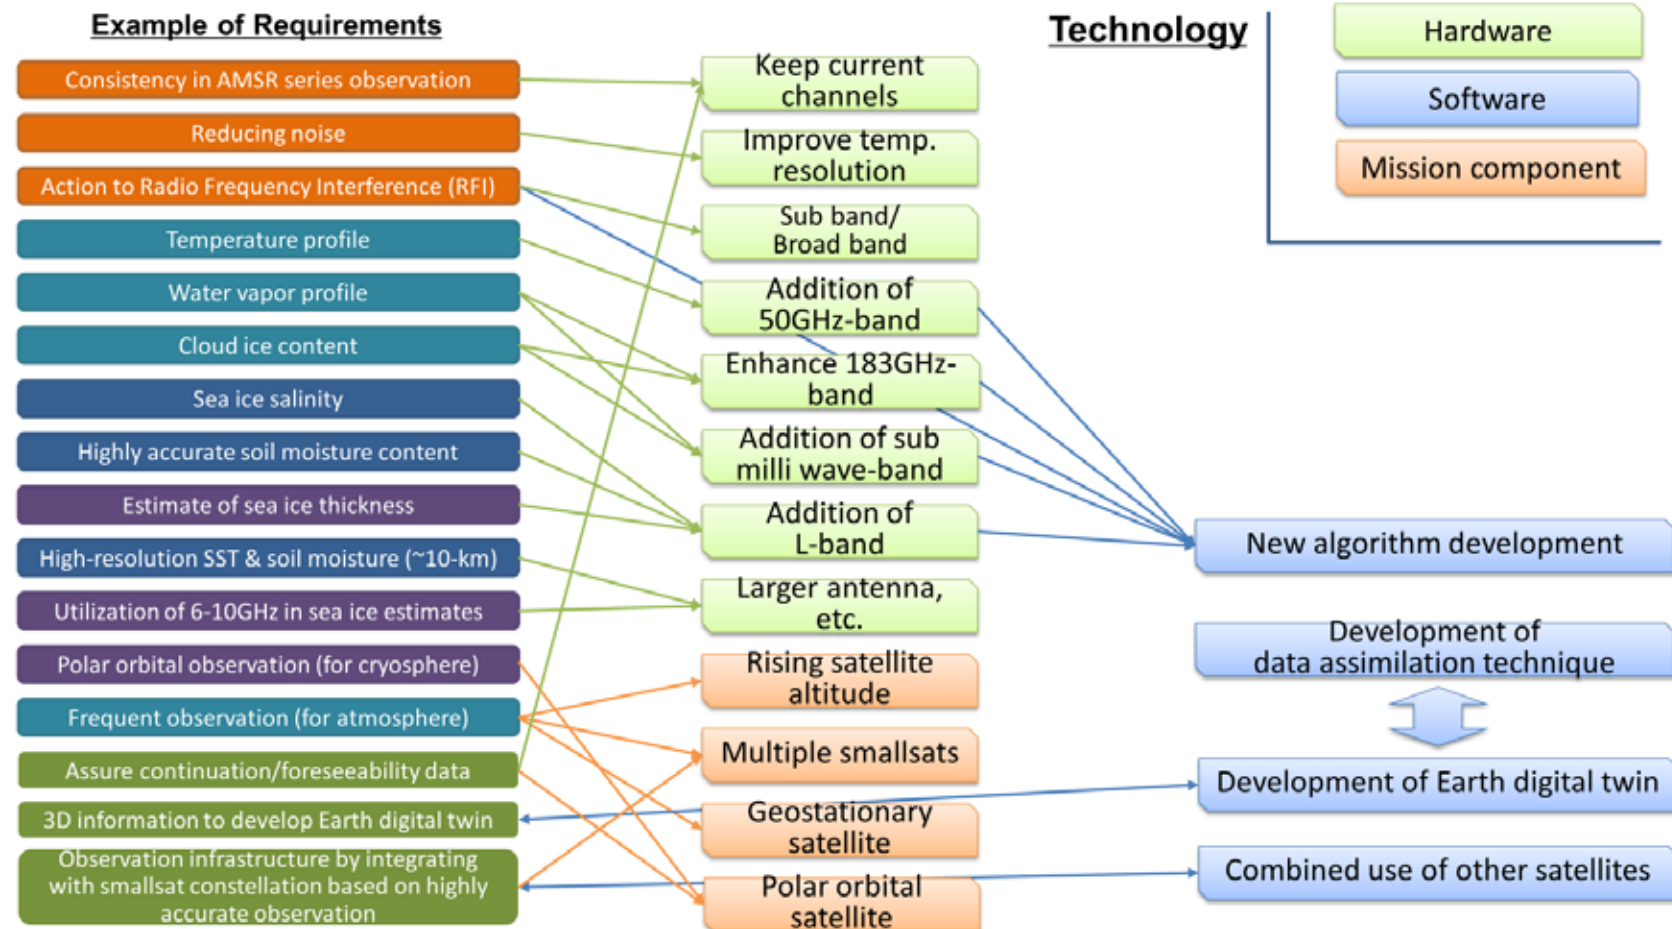 Example of Requirements
Consistency in AMSR series observation
Reducing noise
Action to Radio Frequency Interference (RFI)
Temperature profile
Water vapor profile
Cloud ice content
Sea ice salinity
Highly accurate soil moisture content
Estimate of sea ice thickness
High-resolution SST & soil moisture (~10-km)
Utilization of 6-10GHz in sea ice estimates
Polar orbital observation (for cryosphere)
Frequent observation (for atmosphere)
Assure continuation/foreseeability data
3D information to develop Earth digital twin
Observation infrastructure by integrating
with smallsat constellation based on highly
accurate observation
Keep current
channels
Improve temp.
resolution
Sub band/
Broad band
Addition of
50GHz-band
Enhance 183GHz-
band
Addition of sub
milli wave-band
Addition of
L-band
Larger antenna,
etc.
Rising satellite
altitude
Multiple smallsats
Geostationary
satellite
Polar orbital
satellite
Technology
Hardware
Software
Mission component
New algorithm development
Development of
data assimilation technique
Development of Earth digital twin
Combined use of other satellites